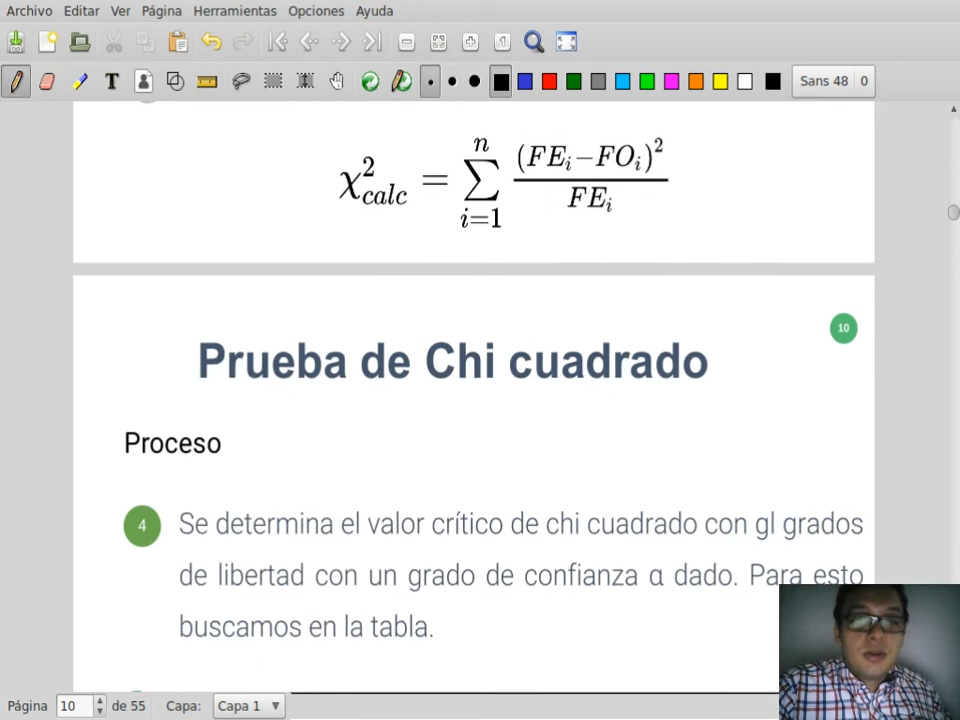 Archivo Editar Ver Página Herramientas Opciones Ayuda
T Sans 48 0
χ²calc = n∑i=1 (FEi−FOi)² / FEi
10
Prueba de Chi cuadrado
Proceso
4 Se determina el valor crítico de chi cuadrado con gl grados
de libertad con un grado de confianza α dado. Para esto
buscamos en la tabla.
Página 10 de 55 Capa: Capa 1